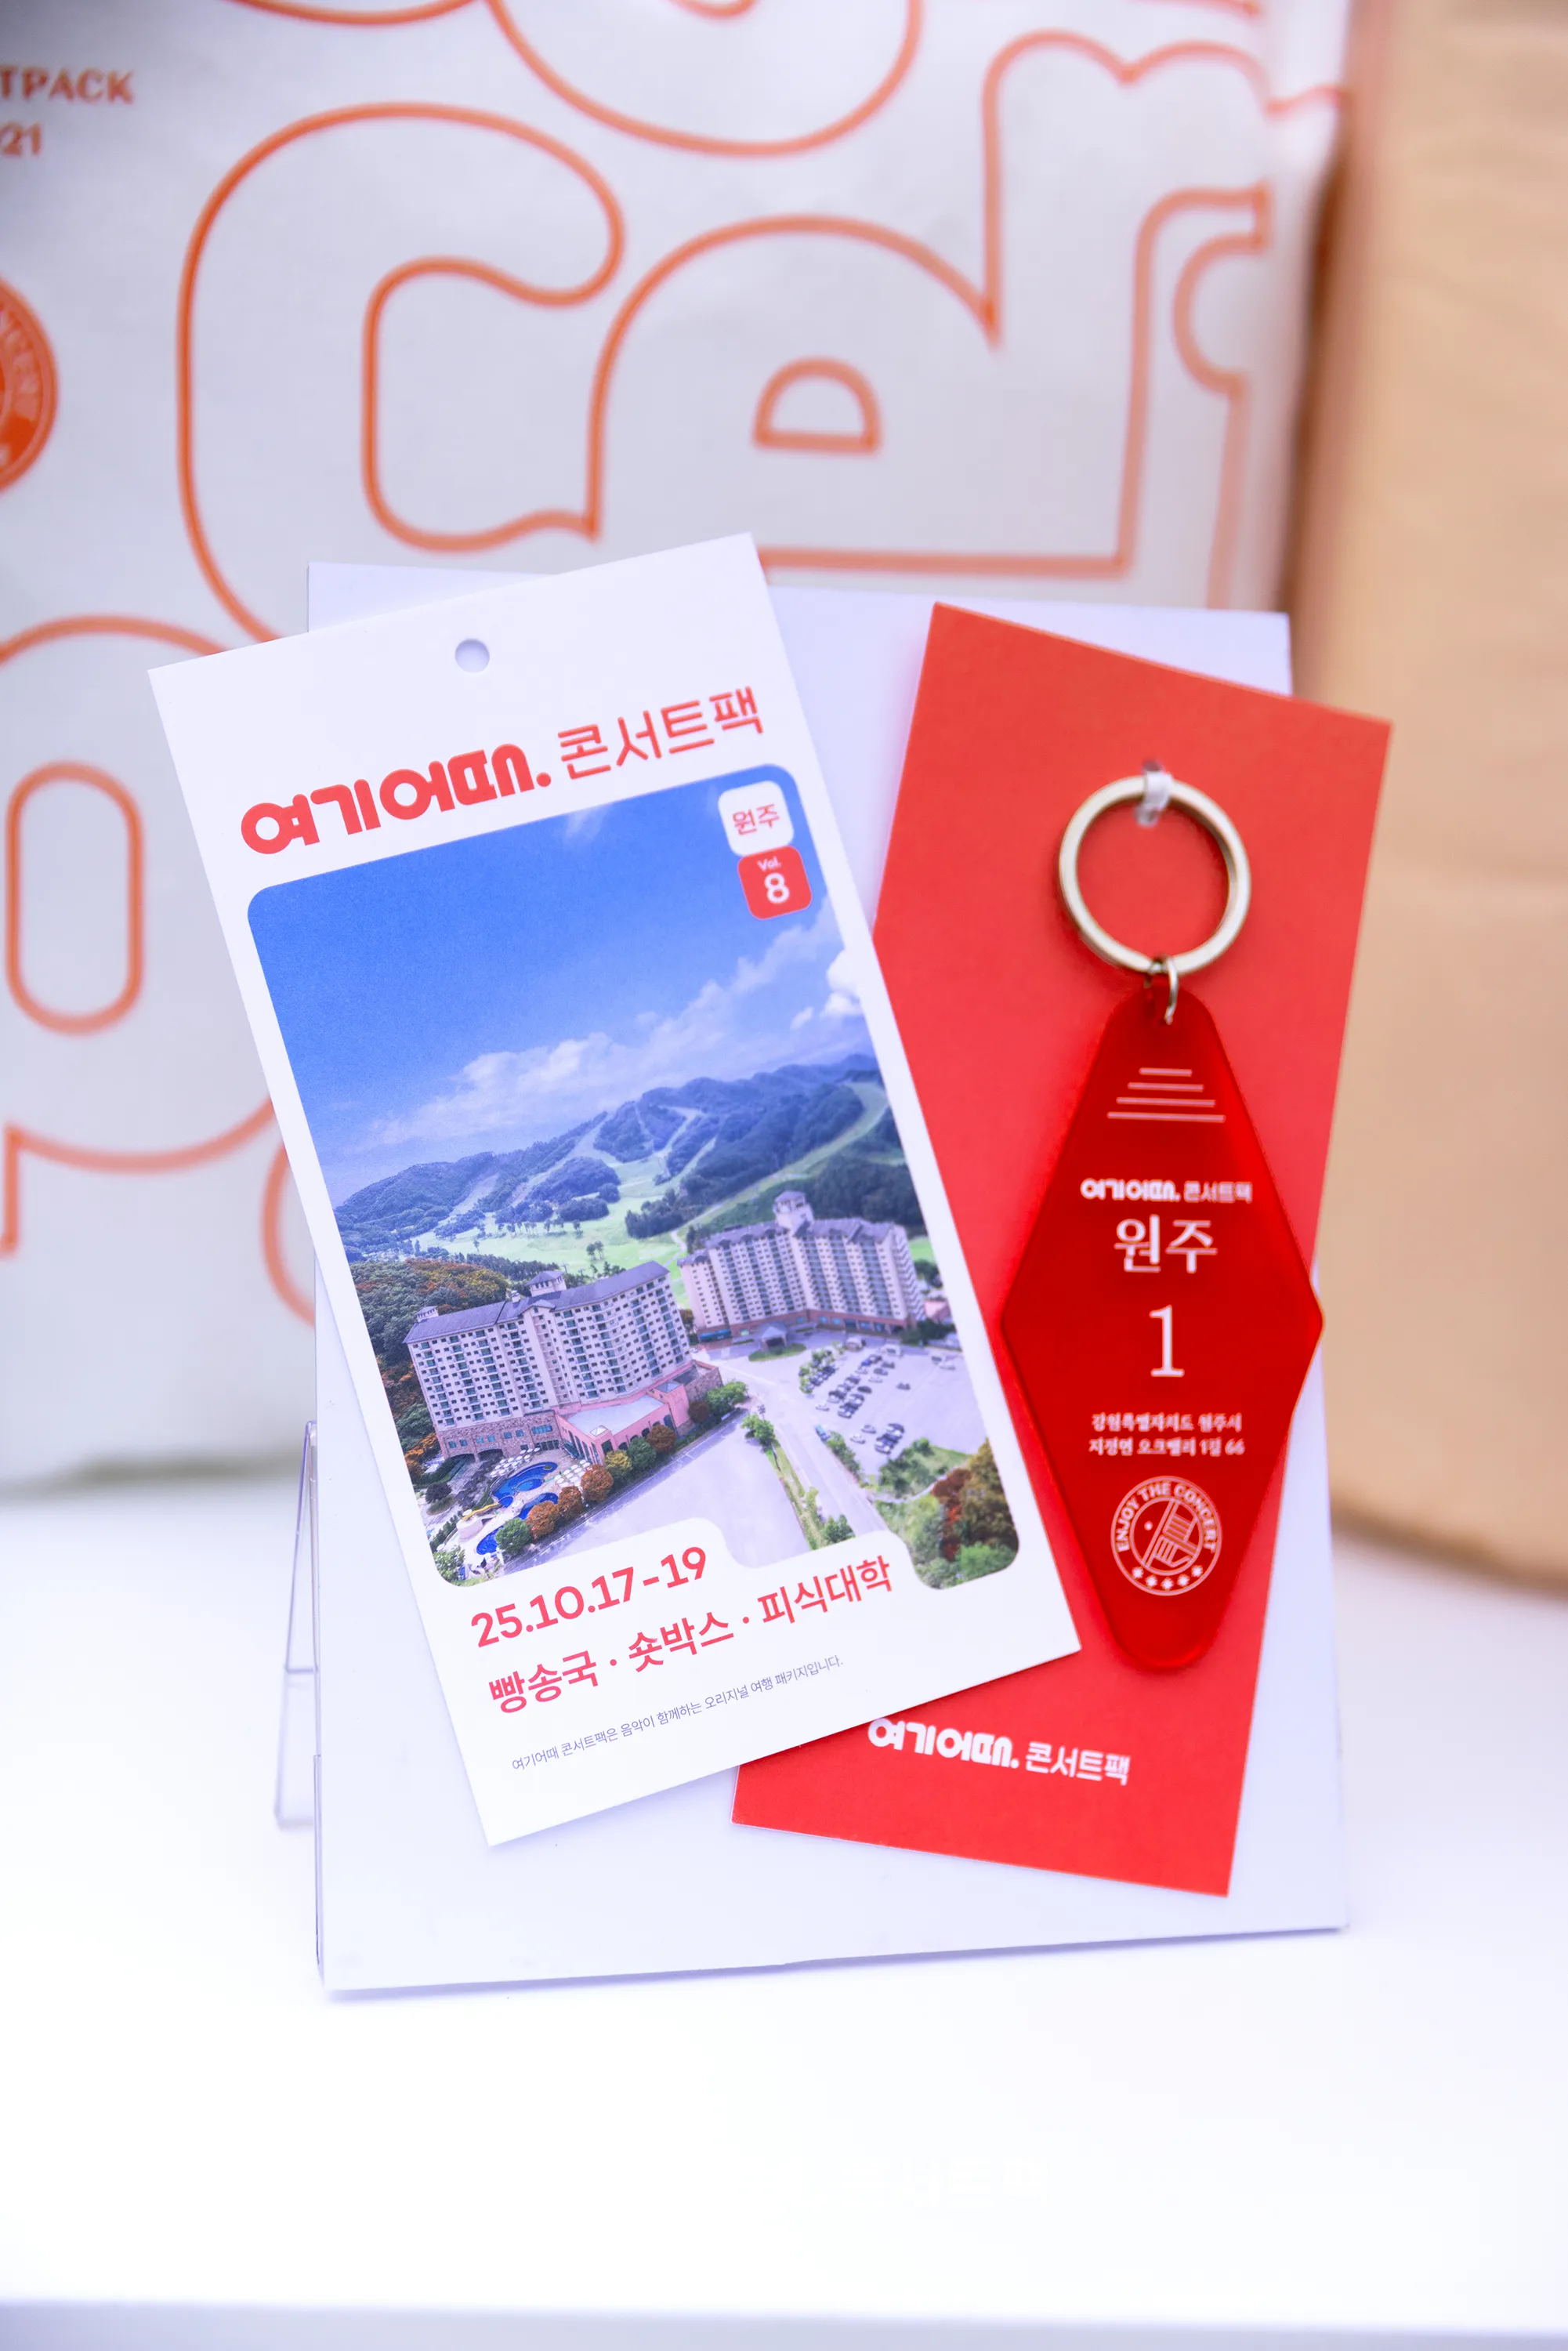 TPACK
21
여기어때. 콘서트팩
원주
Vol.
8
25.10.17-19
빵송국 · 숏박스 · 피식대학
여기어때 콘서트팩은 음악이 함께하는 오리지널 여행 패키지입니다.
여기어때. 콘서트팩
원주
1
강원특별자치도 원주시
지정면 오크밸리 1길 66
ENJOY THE CONCERT
여기어때. 콘서트팩